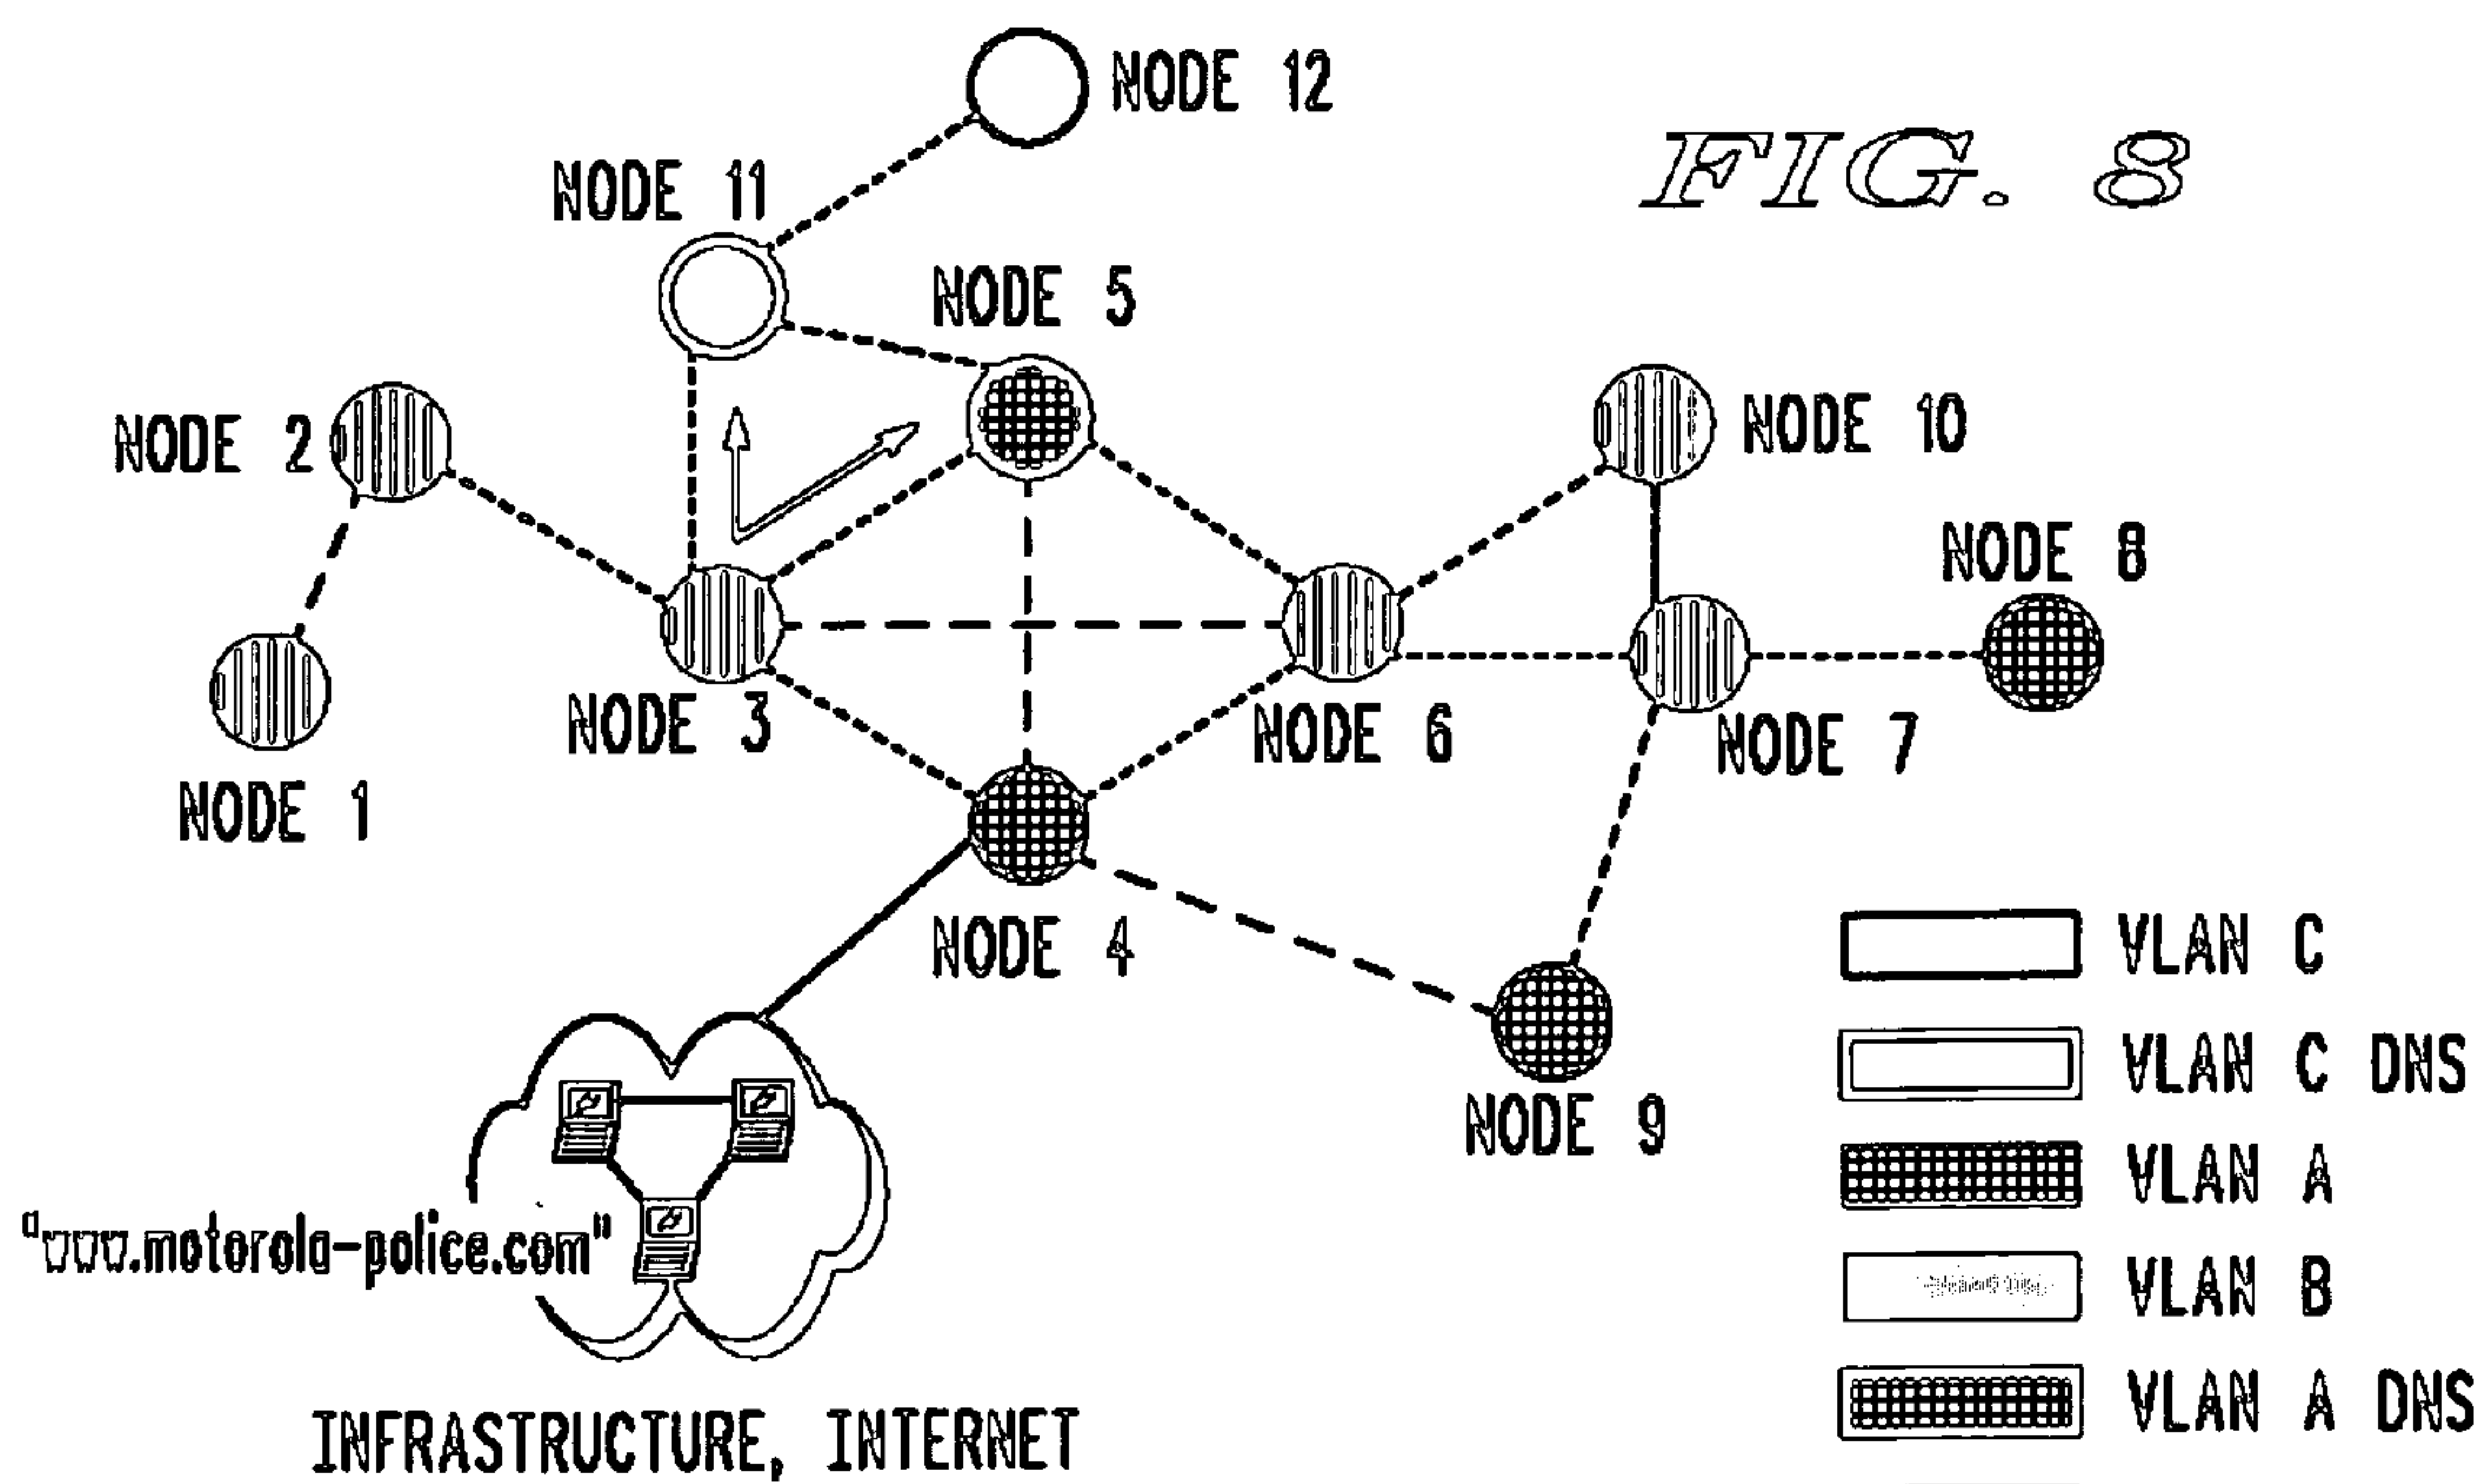 NODE 12
FIG. 8
NODE 11
NODE 5
NODE 2
NODE 10
NODE 8
NODE 3
NODE 6
NODE 7
NODE 1
NODE 4
VLAN C
VLAN C DNS
NODE 9
VLAN A
"www.motorola-police.com"
VLAN B
VLAN A DNS
INFRASTRUCTURE, INTERNET